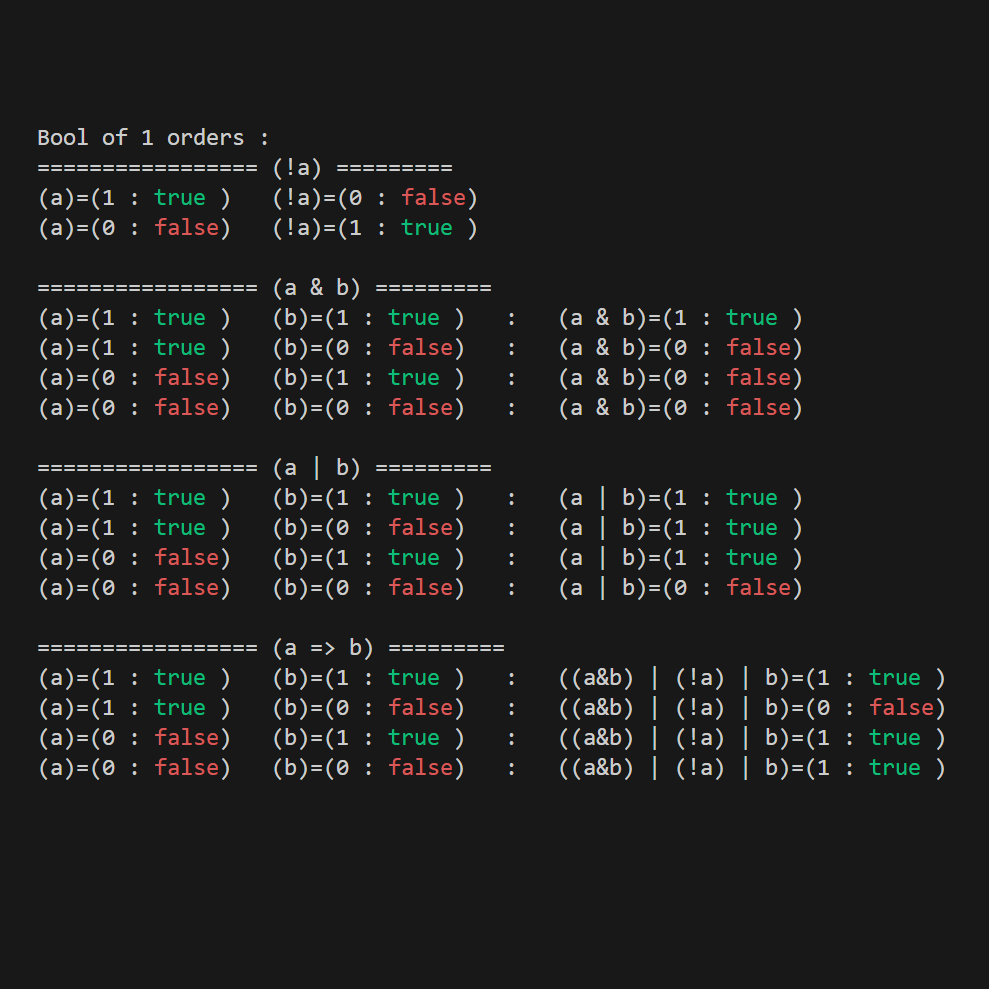 Bool of 1 orders :
================= (!a) =========
(a)=(1 : true )   (!a)=(0 : false)
(a)=(0 : false)   (!a)=(1 : true )
================= (a & b) =========
(a)=(1 : true )   (b)=(1 : true )   :   (a & b)=(1 : true )
(a)=(1 : true )   (b)=(0 : false)   :   (a & b)=(0 : false)
(a)=(0 : false)   (b)=(1 : true )   :   (a & b)=(0 : false)
(a)=(0 : false)   (b)=(0 : false)   :   (a & b)=(0 : false)
================= (a | b) =========
(a)=(1 : true )   (b)=(1 : true )   :   (a | b)=(1 : true )
(a)=(1 : true )   (b)=(0 : false)   :   (a | b)=(1 : true )
(a)=(0 : false)   (b)=(1 : true )   :   (a | b)=(1 : true )
(a)=(0 : false)   (b)=(0 : false)   :   (a | b)=(0 : false)
================= (a => b) =========
(a)=(1 : true )   (b)=(1 : true )   :   ((a&b) | (!a) | b)=(1 : true )
(a)=(1 : true )   (b)=(0 : false)   :   ((a&b) | (!a) | b)=(0 : false)
(a)=(0 : false)   (b)=(1 : true )   :   ((a&b) | (!a) | b)=(1 : true )
(a)=(0 : false)   (b)=(0 : false)   :   ((a&b) | (!a) | b)=(1 : true )